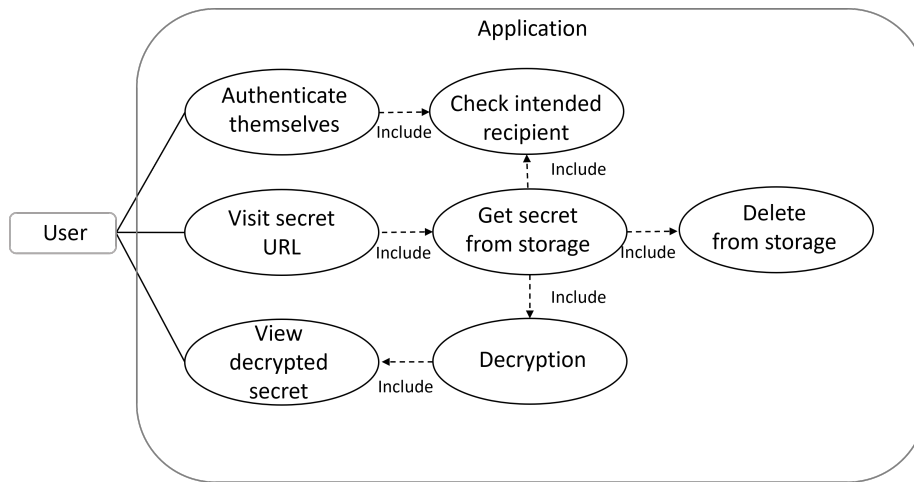 Application
Authenticate
themselves
Include
Check intended
recipient
Include
User
Visit secret
URL
Include
Get secret
from storage
Include
Delete
from storage
Include
View
decrypted
secret
Include
Decryption